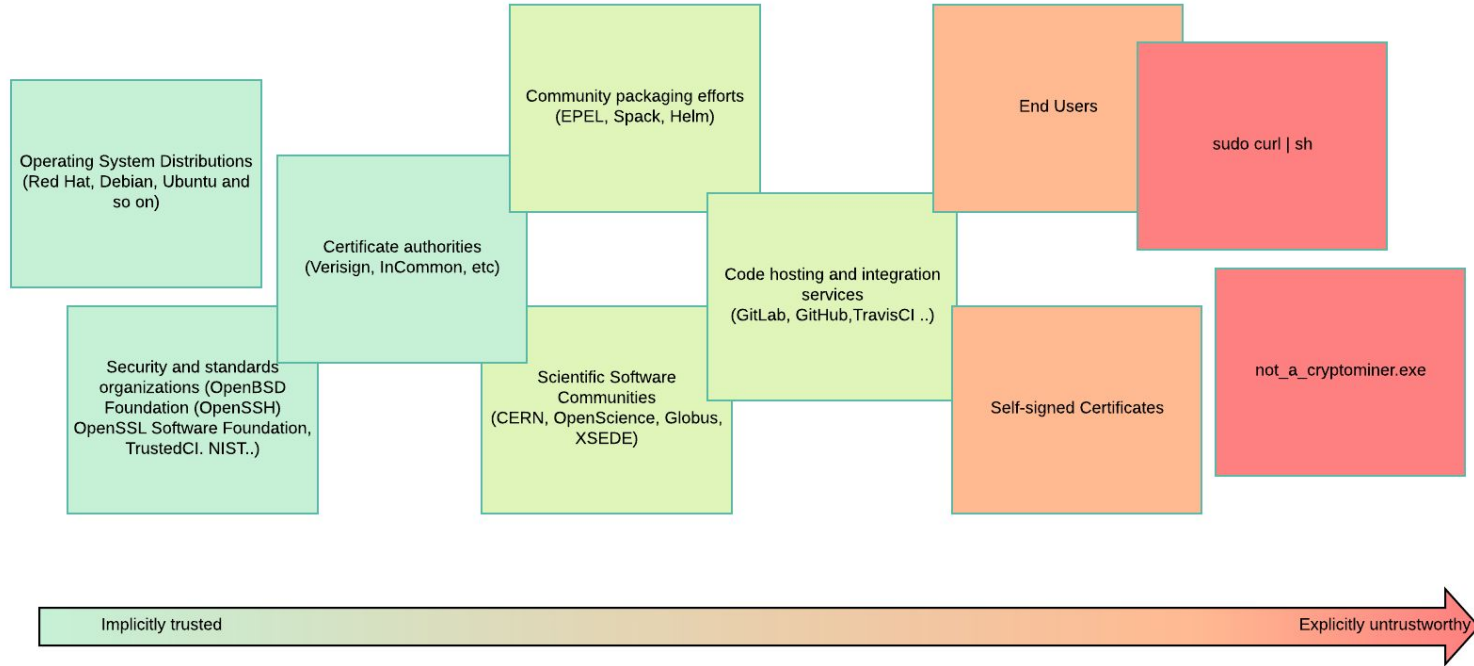 Operating System Distributions
(Red Hat, Debian, Ubuntu and
so on)
Security and standards
organizations (OpenBSD
Foundation (OpenSSH)
OpenSSL Software Foundation,
TrustedCI. NIST..)
Certificate authorities
(Verisign, InCommon, etc)
Community packaging efforts
(EPEL, Spack, Helm)
Scientific Software
Communities
(CERN, OpenScience, Globus,
XSEDE)
Code hosting and integration
services
(GitLab, GitHub,TravisCI ..)
End Users
Self-signed Certificates
sudo curl | sh
not_a_cryptominer.exe
Implicitly trusted
Explicitly untrustworthy